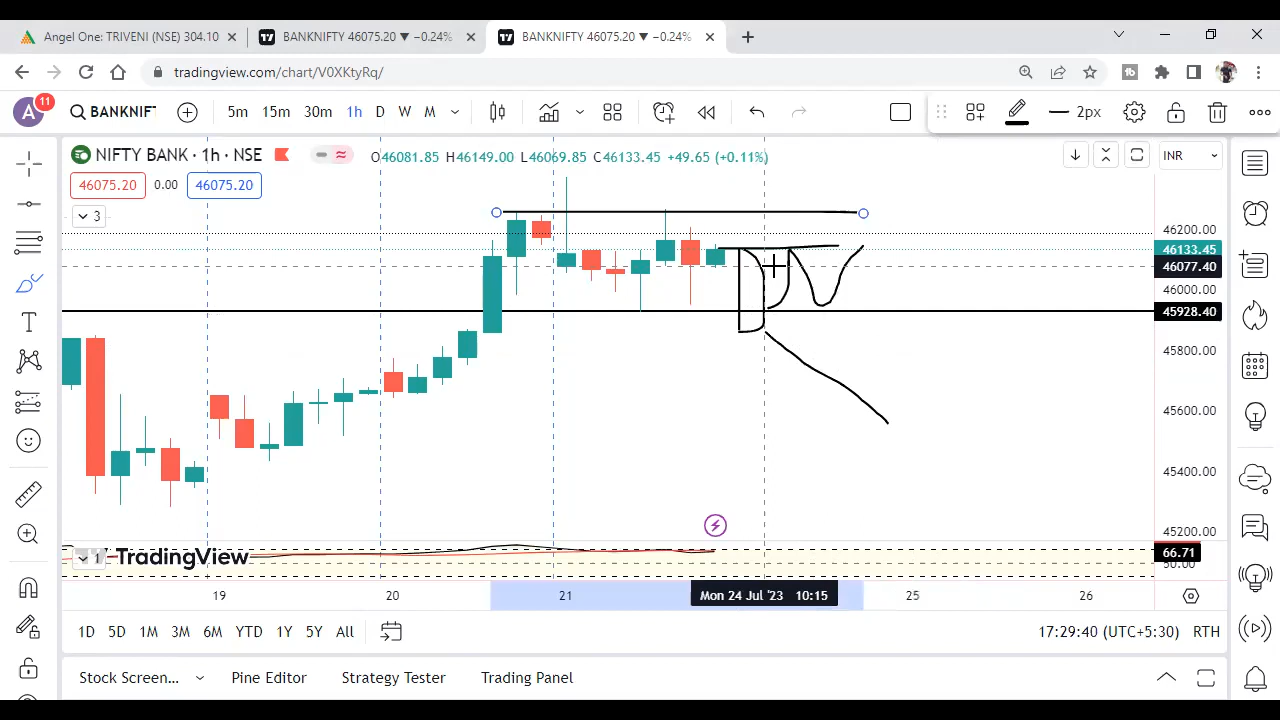 Angel One: TRIVENI (NSE) 304.10
BANKNIFTY 46075.20 ▼ −0.24%
BANKNIFTY 46075.20 ▼ −0.24%
tradingview.com/chart/V0XKtyRq/
A 11 BANKNIF 5m 15m 30m 1h D W M 2px
NIFTY BANK · 1h · NSE O46081.85 H46149.00 L46069.85 C46133.45 +49.65 (+0.11%) INR
46075.20 0.00 46075.20
3
46200.00
46133.45
46077.40
46000.00
45928.40
45800.00
45600.00
45400.00
45200.00
66.71
50.00
1 TradingView
19 20 21 Mon 24 Jul '23 10:15 25 26
1D 5D 1M 3M 6M YTD 1Y 5Y All 17:29:40 (UTC+5:30) RTH
Stock Screen... Pine Editor Strategy Tester Trading Panel